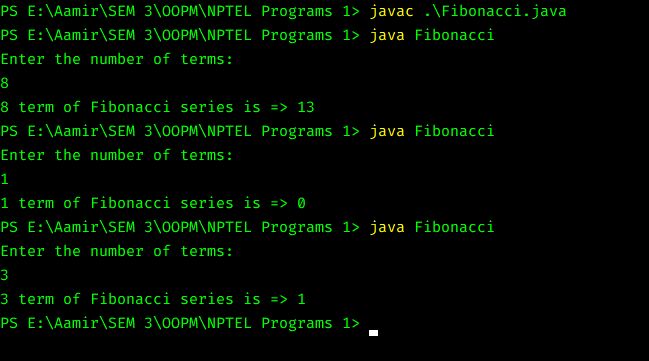 PS E:\Aamir\SEM 3\OOPM\NPTEL Programs 1> javac .\Fibonacci.java
PS E:\Aamir\SEM 3\OOPM\NPTEL Programs 1> java Fibonacci
Enter the number of terms:
8
8 term of Fibonacci series is => 13
PS E:\Aamir\SEM 3\OOPM\NPTEL Programs 1> java Fibonacci
Enter the number of terms:
1
1 term of Fibonacci series is => 0
PS E:\Aamir\SEM 3\OOPM\NPTEL Programs 1> java Fibonacci
Enter the number of terms:
3
3 term of Fibonacci series is => 1
PS E:\Aamir\SEM 3\OOPM\NPTEL Programs 1>